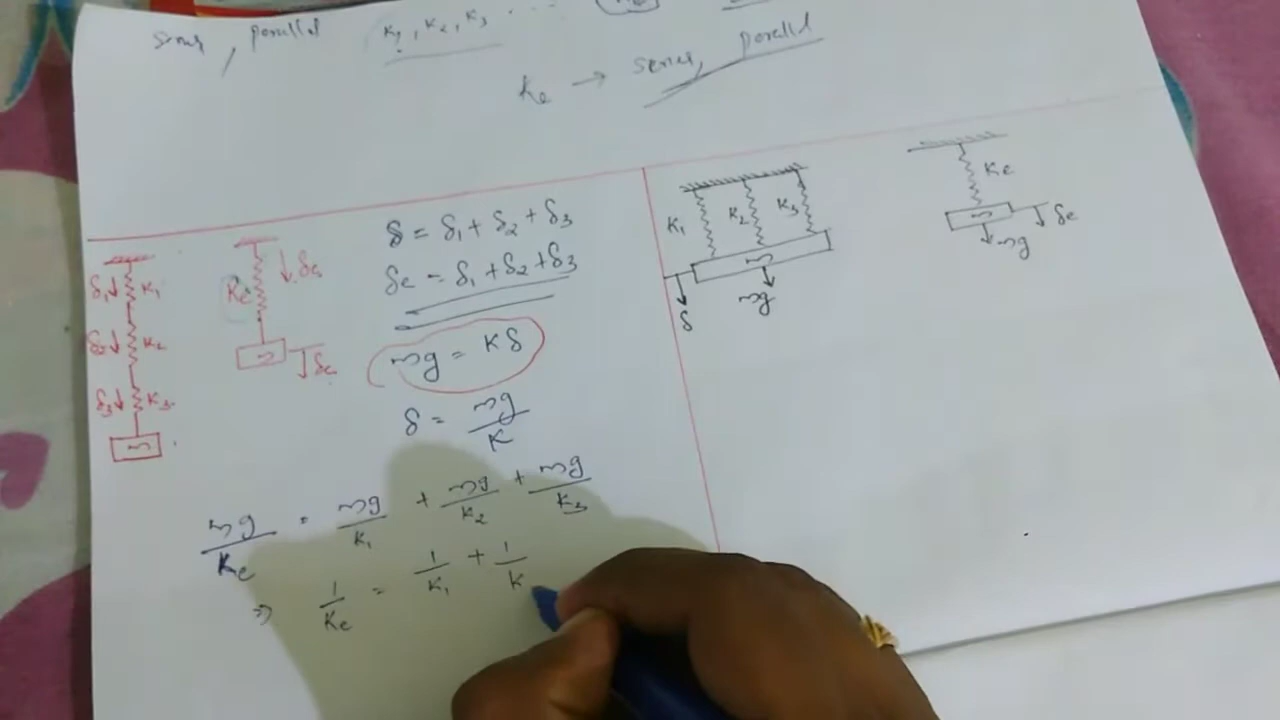 series, parallel K1, K2, K3 ....
Ke → series, parallel
δ1 K1
δ2 K2
δ3 K3
m
Ke δe
m δe
δ = δ1 + δ2 + δ3
δe = δ1 + δ2 + δ3
mg = Kδ
δ = mg/K
mg/Ke = mg/K1 + mg/K2 + mg/K3
⇒ 1/Ke = 1/K1 + 1/K
K1 K2 K3
m
δ mg
Ke
m δe
mg